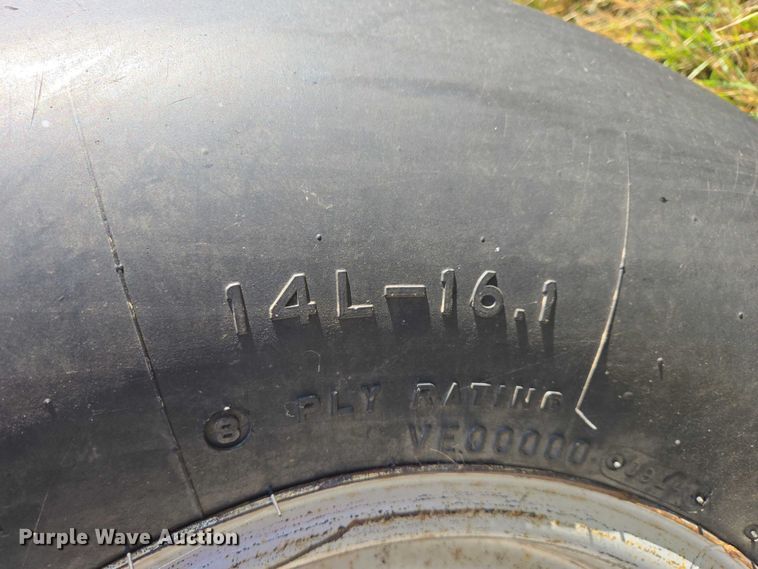 14L-16.1
8 PLY RATING
VE00000
Purple Wave Auction